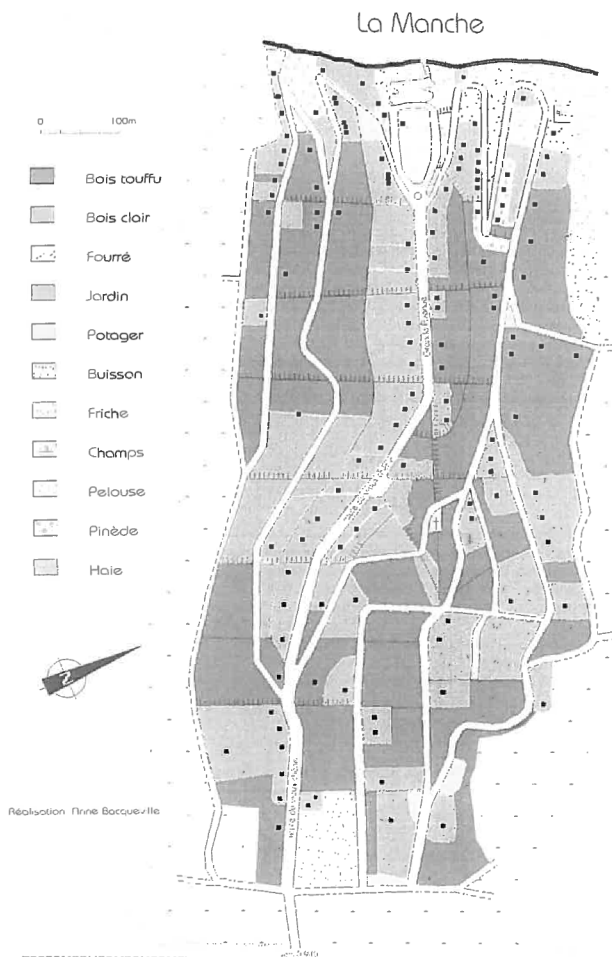 La Manche
0 100m
Bois touffu
Bois clair
Fourré
Jardin
Potager
Buisson
Friche
Champs
Pelouse
Pinède
Haie
N
Réalisation Anne Bacqueville